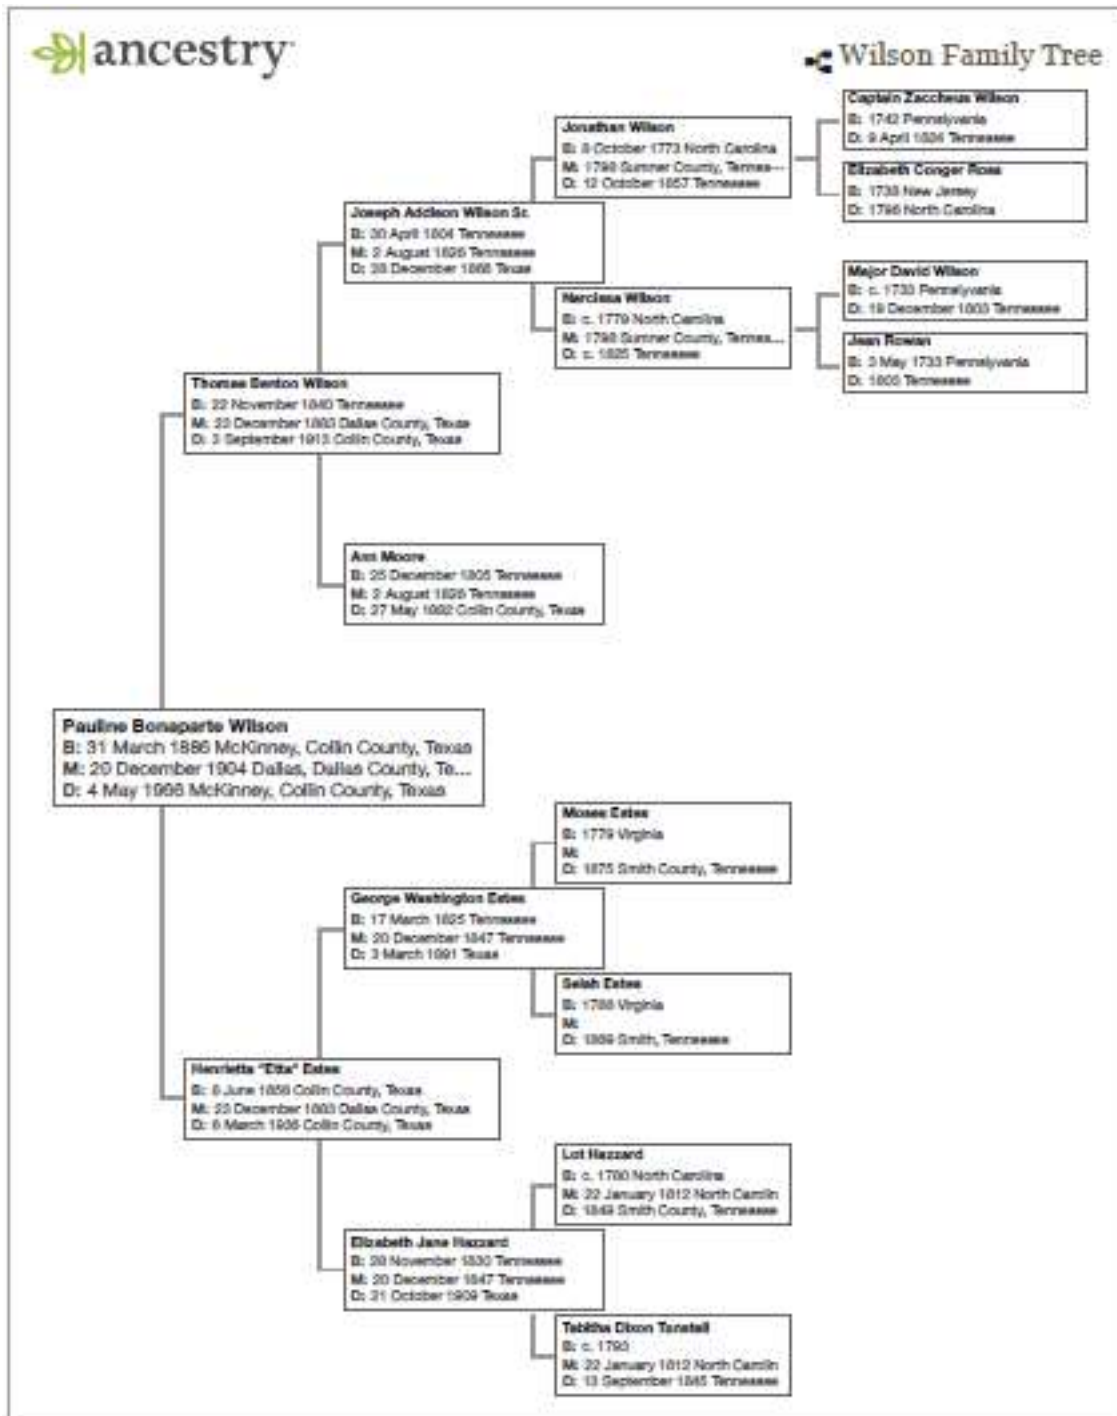 ancestry
Wilson Family Tree
Captain Zaccheus Wilson
B: 1742 Pennsylvania
D: 9 April 1824 Tennessee
Jonathan Wilson
B: 8 October 1773 North Carolina
M: 1798 Sumner County, Tennes...
D: 12 October 1857 Tennessee
Elizabeth Conger Ross
B: 1738 New Jersey
D: 1796 North Carolina
Joseph Addison Wilson Sr.
B: 30 April 1804 Tennessee
M: 2 August 1826 Tennessee
D: 28 December 1868 Texas
Major David Wilson
B: c. 1733 Pennsylvania
D: 19 December 1803 Tennessee
Narcissa Wilson
B: c. 1779 North Carolina
M: 1798 Sumner County, Tennes...
D: c. 1825 Tennessee
Jean Rowan
B: 3 May 1733 Pennsylvania
D: 1803 Tennessee
Thomas Benton Wilson
B: 22 November 1840 Tennessee
M: 23 December 1883 Dallas County, Texas
D: 3 September 1913 Collin County, Texas
Ann Moore
B: 25 December 1805 Tennessee
M: 2 August 1826 Tennessee
D: 27 May 1882 Collin County, Texas
Pauline Bonaparte Wilson
B: 31 March 1886 McKinney, Collin County, Texas
M: 20 December 1904 Dallas, Dallas County, Te...
D: 4 May McKinney, Collin County, Texas
Moses Estes
B: 1779 Virginia
M:
D: 1875 Smith County, Tennessee
George Washington Estes
B: 17 March 1825 Tennessee
M: 20 December 1847 Tennessee
D: 3 March 1891 Texas
Selah Estes
B: 1788 Virginia
M:
D: 1869 Smith, Tennessee
Henrietta "Etta" Estes
B: June Collin County, Texas
M: 23 December 1883 Dallas County, Texas
D: March Collin County, Texas
Lot Hazzard
B: c. 1780 North Carolina
M: 22 January 1812 North Carolin
D: 1849 Smith County, Tennessee
Elizabeth Jane Hazzard
B: 28 November 1830 Tennessee
M: 20 December 1847 Tennessee
D: 21 October 1909 Texas
Tabitha Dixon Tanstall
B: c. 1793
M: 22 January 1812 North Carolin
D: 13 September Tennessee